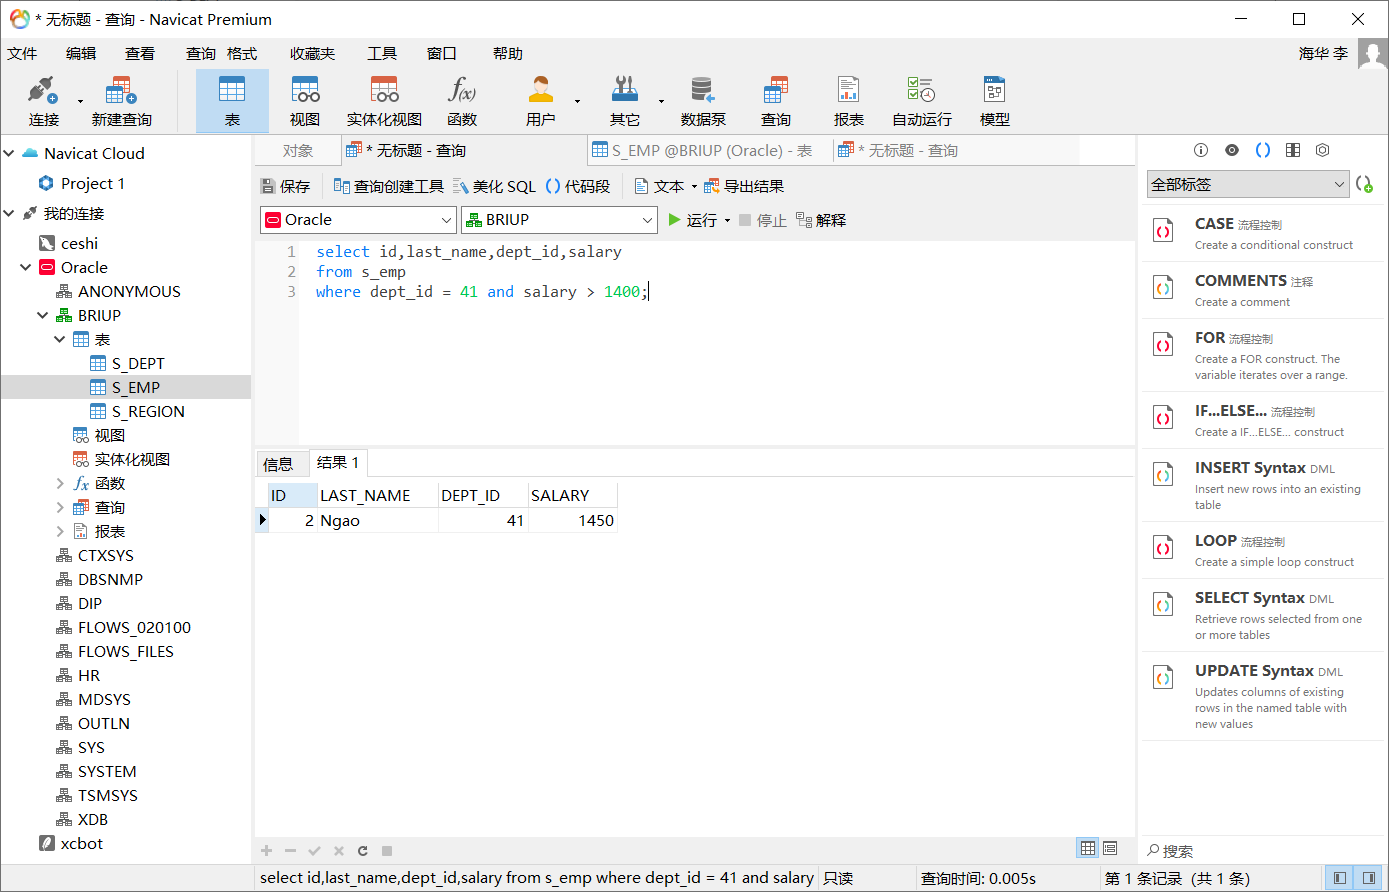 * 无标题 - 查询 - Navicat Premium
文件 编辑 查看 查询 格式 收藏夹 工具 窗口 帮助 海华 李
连接 新建查询 表 视图 实体化视图 函数 用户 其它 数据泵 查询 报表 自动运行 模型
Navicat Cloud
Project 1
我的连接
ceshi
Oracle
ANONYMOUS
BRIUP
表
S_DEPT
S_EMP
S_REGION
视图
实体化视图
函数
查询
报表
CTXSYS
DBSNMP
DIP
FLOWS_020100
FLOWS_FILES
HR
MDSYS
OUTLN
SYS
SYSTEM
TSMSYS
XDB
xcbot
对象 * 无标题 - 查询 S_EMP @BRIUP (Oracle) - 表 * 无标题 - 查询
保存 查询创建工具 美化 SQL () 代码段 文本 导出结果
Oracle BRIUP 运行 停止 解释
1 select id,last_name,dept_id,salary
2 from s_emp
3 where dept_id = 41 and salary > 1400;
信息 结果 1
ID LAST_NAME DEPT_ID SALARY
2 Ngao 41 1450
全部标签
CASE 流程控制
Create a conditional construct
COMMENTS 注释
Create a comment
FOR 流程控制
Create a FOR construct. The
variable iterates over a range.
IF...ELSE... 流程控制
Create a IF...ELSE... construct
INSERT Syntax DML
Insert new rows into an existing
table
LOOP 流程控制
Create a simple loop construct
SELECT Syntax DML
Retrieve rows selected from one
or more tables
UPDATE Syntax DML
Updates columns of existing
rows in the named table with
new values
搜索
select id,last_name,dept_id,salary from s_emp where dept_id = 41 and salary 只读 查询时间: 0.005s 第 1 条记录 (共 1 条)